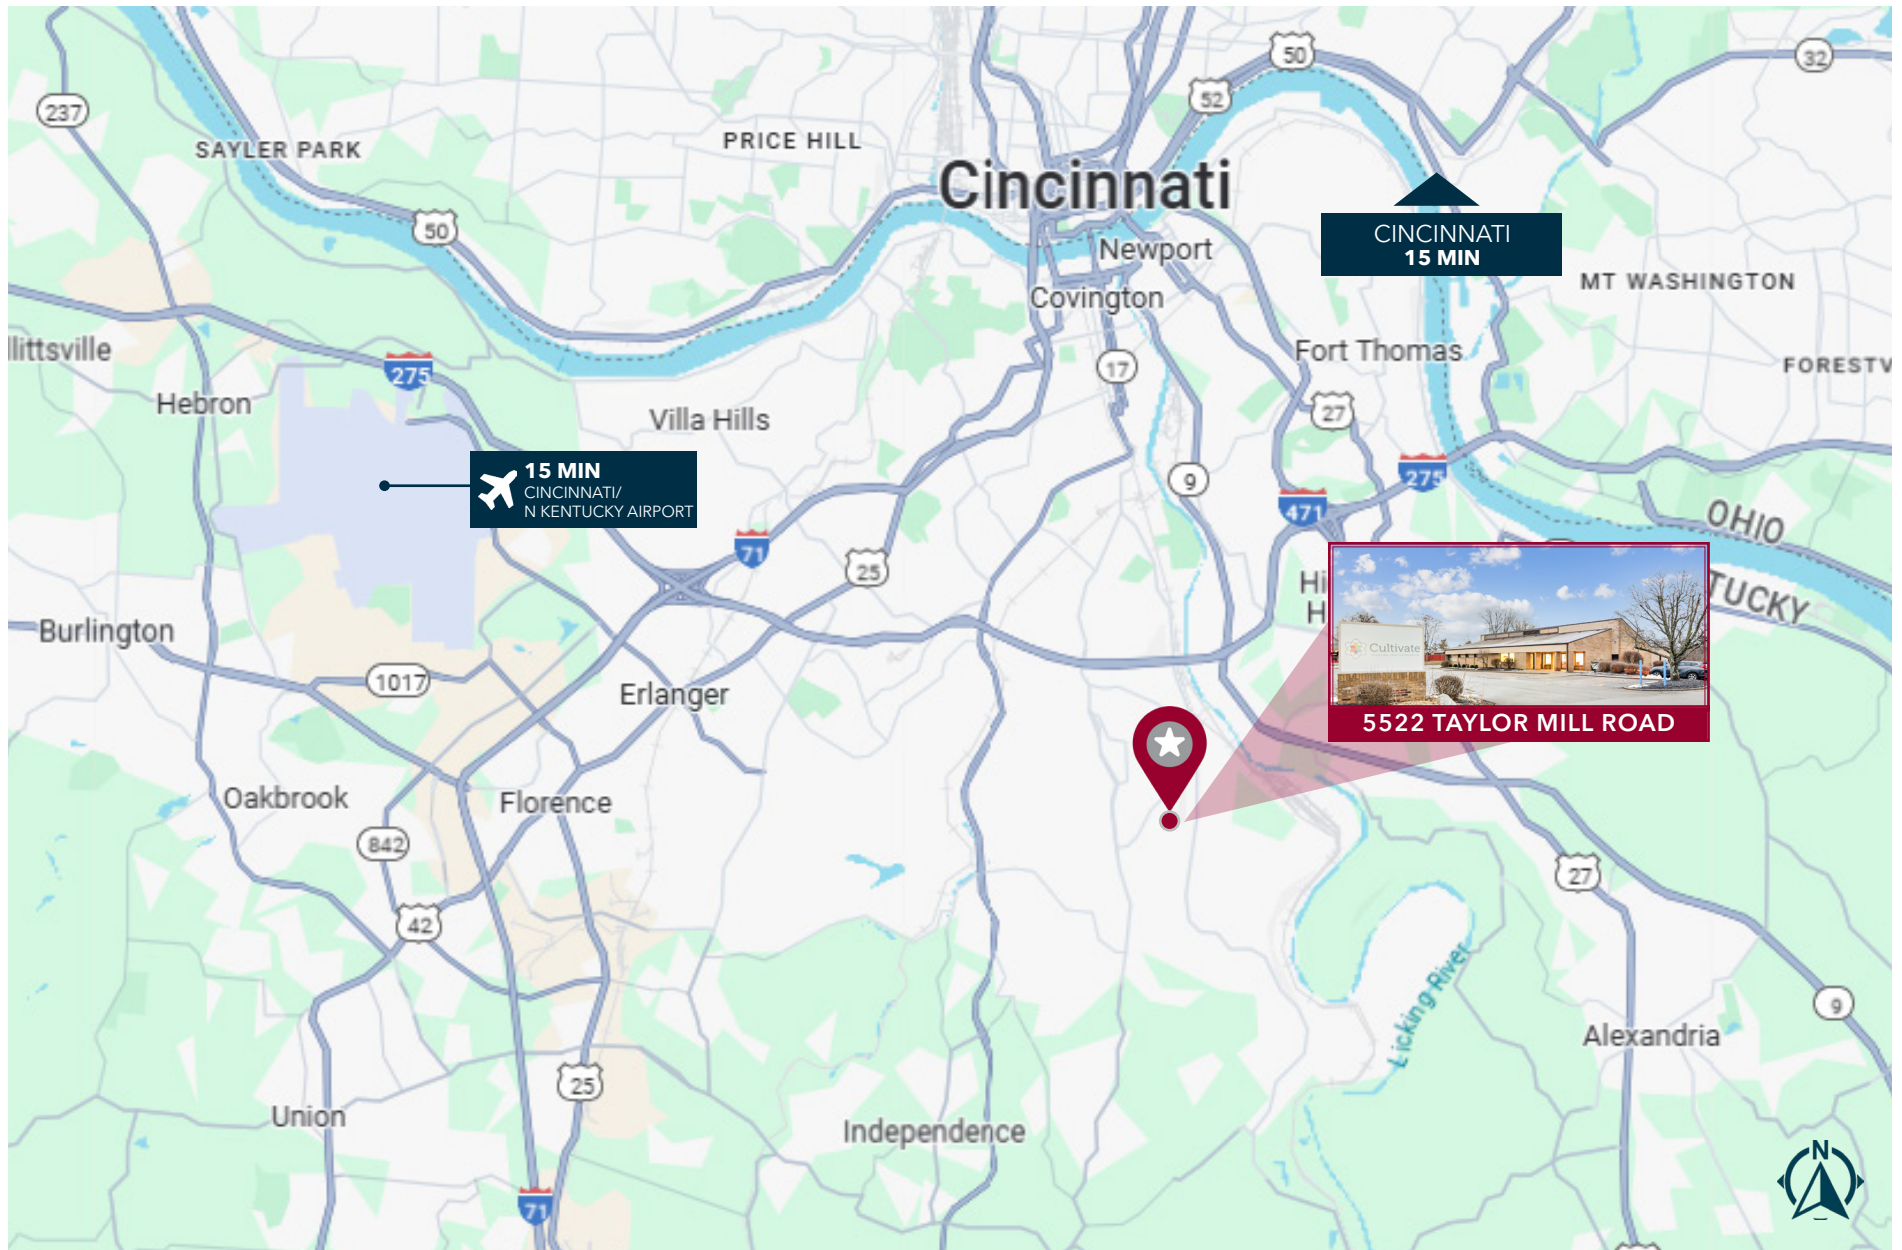 50
32
237
52
PRICE HILL
SAYLER PARK
Cincinnati
50
CINCINNATI
15 MIN
Newport
MT WASHINGTON
Covington
llittsville
Fort Thomas
FORESTV
275
17
Hebron
Villa Hills
27
15 MIN
CINCINNATI/
N KENTUCKY AIRPORT
9
275
471
OHIO
71
25
Hi
H
TUCKY
Burlington
Cultivate
1017
Erlanger
5522 TAYLOR MILL ROAD
Oakbrook
Florence
842
27
42
Licking River
9
Alexandria
25
Union
Independence
N
71